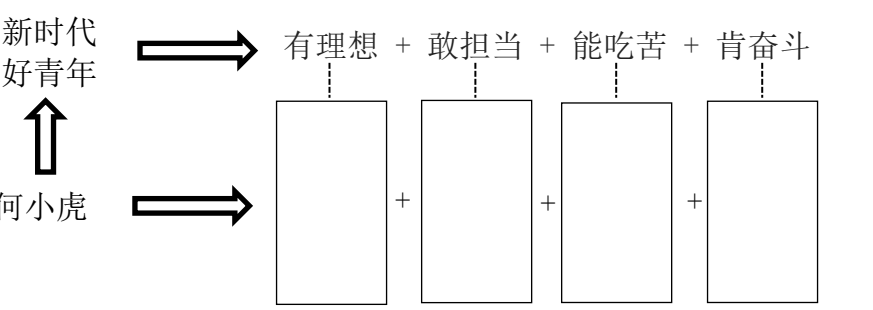 新时代
好青年
有理想 + 敢担当 + 能吃苦 + 肯奋斗
何小虎
+ + +